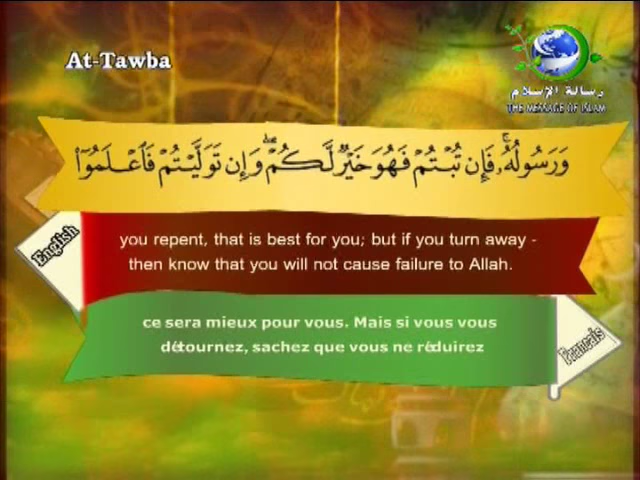 At-Tawba
رسالة الإسلام
THE MESSAGE OF ISLAM
وَرَسُولُهُۥۚ فَإِن تُبۡتُمۡ فَهُوَ خَيۡرٞ لَّكُمۡۖ وَإِن تَوَلَّيۡتُمۡ فَٱعۡلَمُوٓاْ
English
you repent, that is best for you; but if you turn away -
then know that you will not cause failure to Allah.
ce sera mieux pour vous. Mais si vous vous
détournez, sachez que vous ne réduirez
Francais